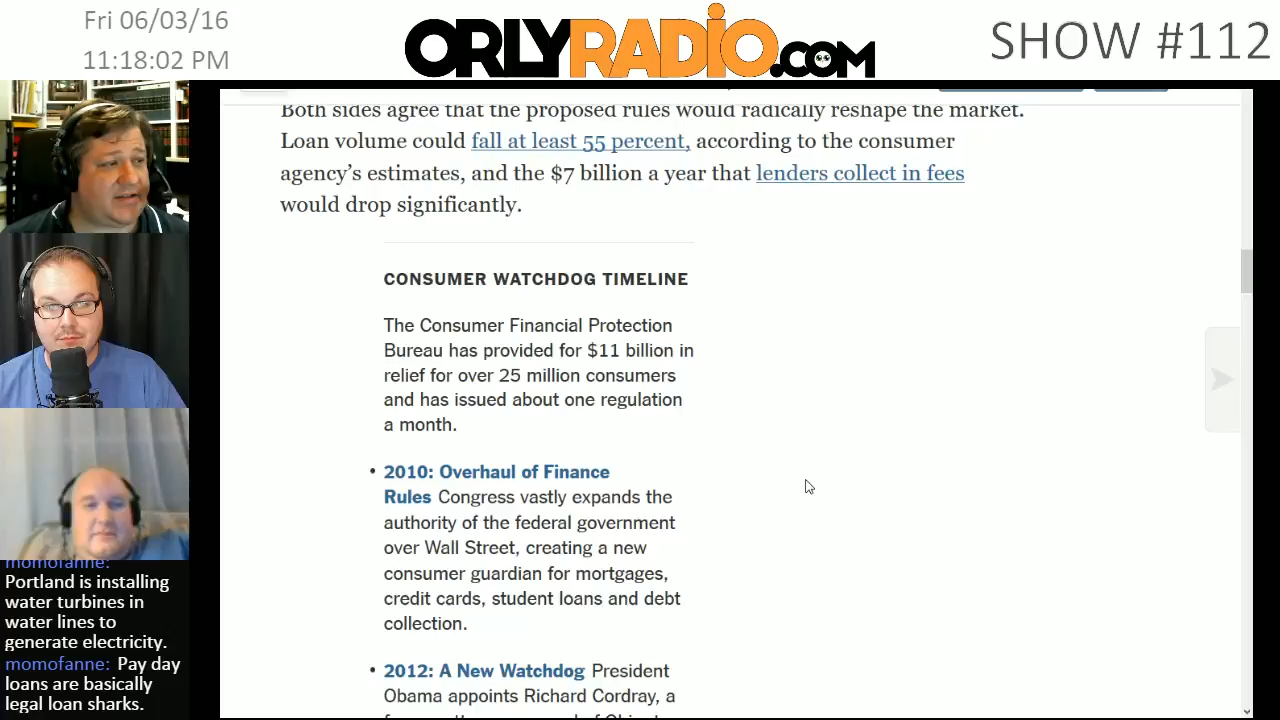 Fri 06/03/16
11:18:02 PM
ORLYRADIO.COM
SHOW #112
Both sides agree that the proposed rules would radically reshape the market.
Loan volume could fall at least 55 percent, according to the consumer
agency’s estimates, and the $7 billion a year that lenders collect in fees
would drop significantly.
CONSUMER WATCHDOG TIMELINE
The Consumer Financial Protection
Bureau has provided for $11 billion in
relief for over 25 million consumers
and has issued about one regulation
a month.
• 2010: Overhaul of Finance
Rules Congress vastly expands the
authority of the federal government
over Wall Street, creating a new
consumer guardian for mortgages,
credit cards, student loans and debt
collection.
• 2012: A New Watchdog President
Obama appoints Richard Cordray, a
momofanne:
Portland is installing
water turbines in
water lines to
generate electricity.
momofanne: Pay day
loans are basically
legal loan sharks.